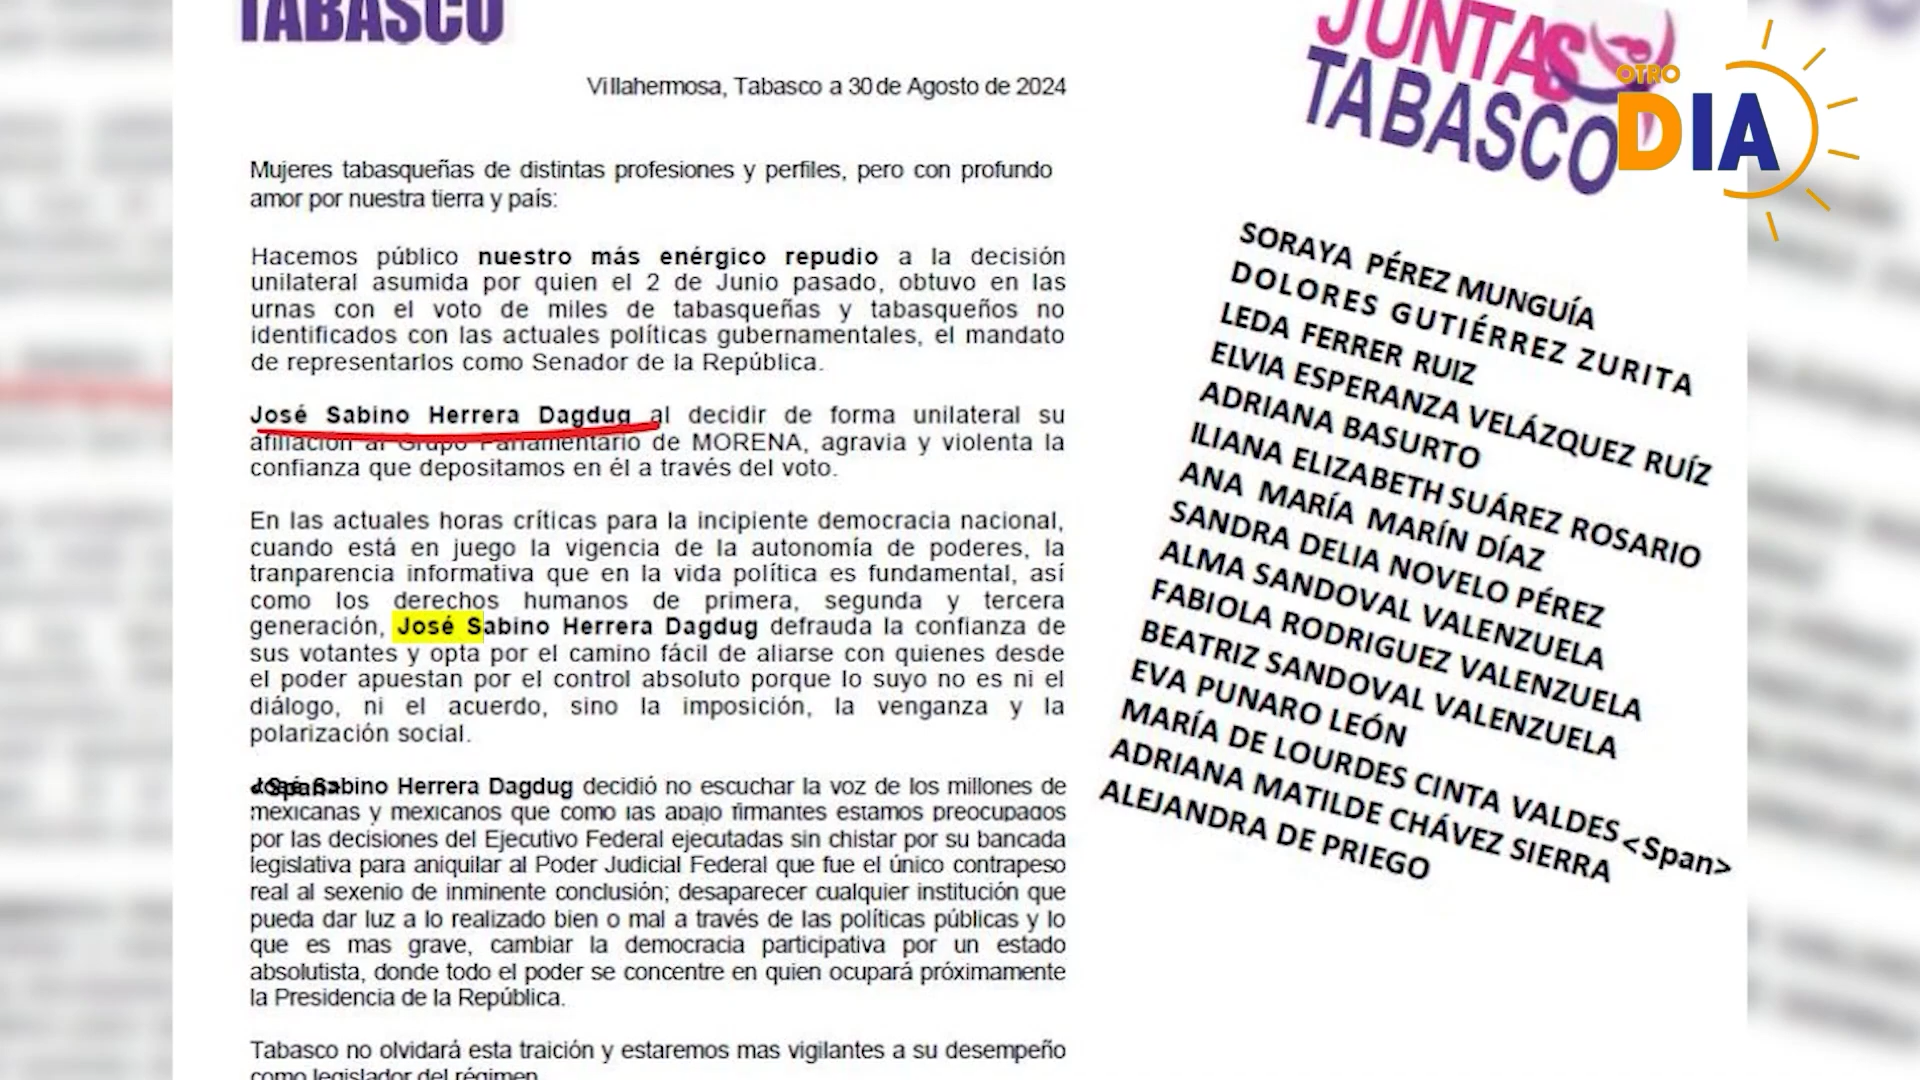 TABASCO
Villahermosa, Tabasco a 30 de Agosto de 2024
Mujeres tabasqueñas de distintas profesiones y perfiles, pero con profundo
amor por nuestra tierra y país:
Hacemos público nuestro más enérgico repudio a la decisión
unilateral asumida por quien el 2 de Junio pasado, obtuvo en las
urnas con el voto de miles de tabasqueñas y tabasqueños no
identificados con las actuales políticas gubernamentales, el mandato
de representarlos como Senador de la República.
José Sabino Herrera Dagdug al decidir de forma unilateral su
afiliación al Grupo Parlamentario de MORENA, agravia y violenta la
confianza que depositamos en él a través del voto.
En las actuales horas críticas para la incipiente democracia nacional,
cuando está en juego la vigencia de la autonomía de poderes, la
tranparencia informativa que en la vida política es fundamental, así
como los derechos humanos de primera, segunda y tercera
generación, José Sabino Herrera Dagdug defrauda la confianza de
sus votantes y opta por el camino fácil de aliarse con quienes desde
el poder apuestan por el control absoluto porque lo suyo no es ni el
diálogo, ni el acuerdo, sino la imposición, la venganza y la
polarización social.
José Sabino Herrera Dagdug decidió no escuchar la voz de los millones de
<Span>
mexicanas y mexicanos que como las abajo firmantes estamos preocupados
por las decisiones del Ejecutivo Federal ejecutadas sin chistar por su bancada
legislativa para aniquilar al Poder Judicial Federal que fue el único contrapeso
real al sexenio de inminente conclusión; desaparecer cualquier institución que
pueda dar luz a lo realizado bien o mal a través de las políticas públicas y lo
que es mas grave, cambiar la democracia participativa por un estado
absolutista, donde todo el poder se concentre en quien ocupará próximamente
la Presidencia de la República.
Tabasco no olvidará esta traición y estaremos mas vigilantes a su desempeño
como legislador del régimen
JUNTAS
TABASCO
OTRO
DIA
SORAYA PÉREZ MUNGUÍA
DOLORES GUTIÉRREZ ZURITA
LEDA FERRER RUIZ
ELVIA ESPERANZA VELÁZQUEZ RUÍZ
ADRIANA BASURTO
ILIANA ELIZABETH SUÁREZ ROSARIO
ANA MARÍA MARÍN DÍAZ
SANDRA DELIA NOVELO PÉREZ
ALMA SANDOVAL VALENZUELA
FABIOLA RODRIGUEZ VALENZUELA
BEATRIZ SANDOVAL VALENZUELA
EVA PUNARO LEÓN
MARÍA DE LOURDES CINTA VALDES <Span>
ADRIANA MATILDE CHÁVEZ SIERRA
ALEJANDRA DE PRIEGO